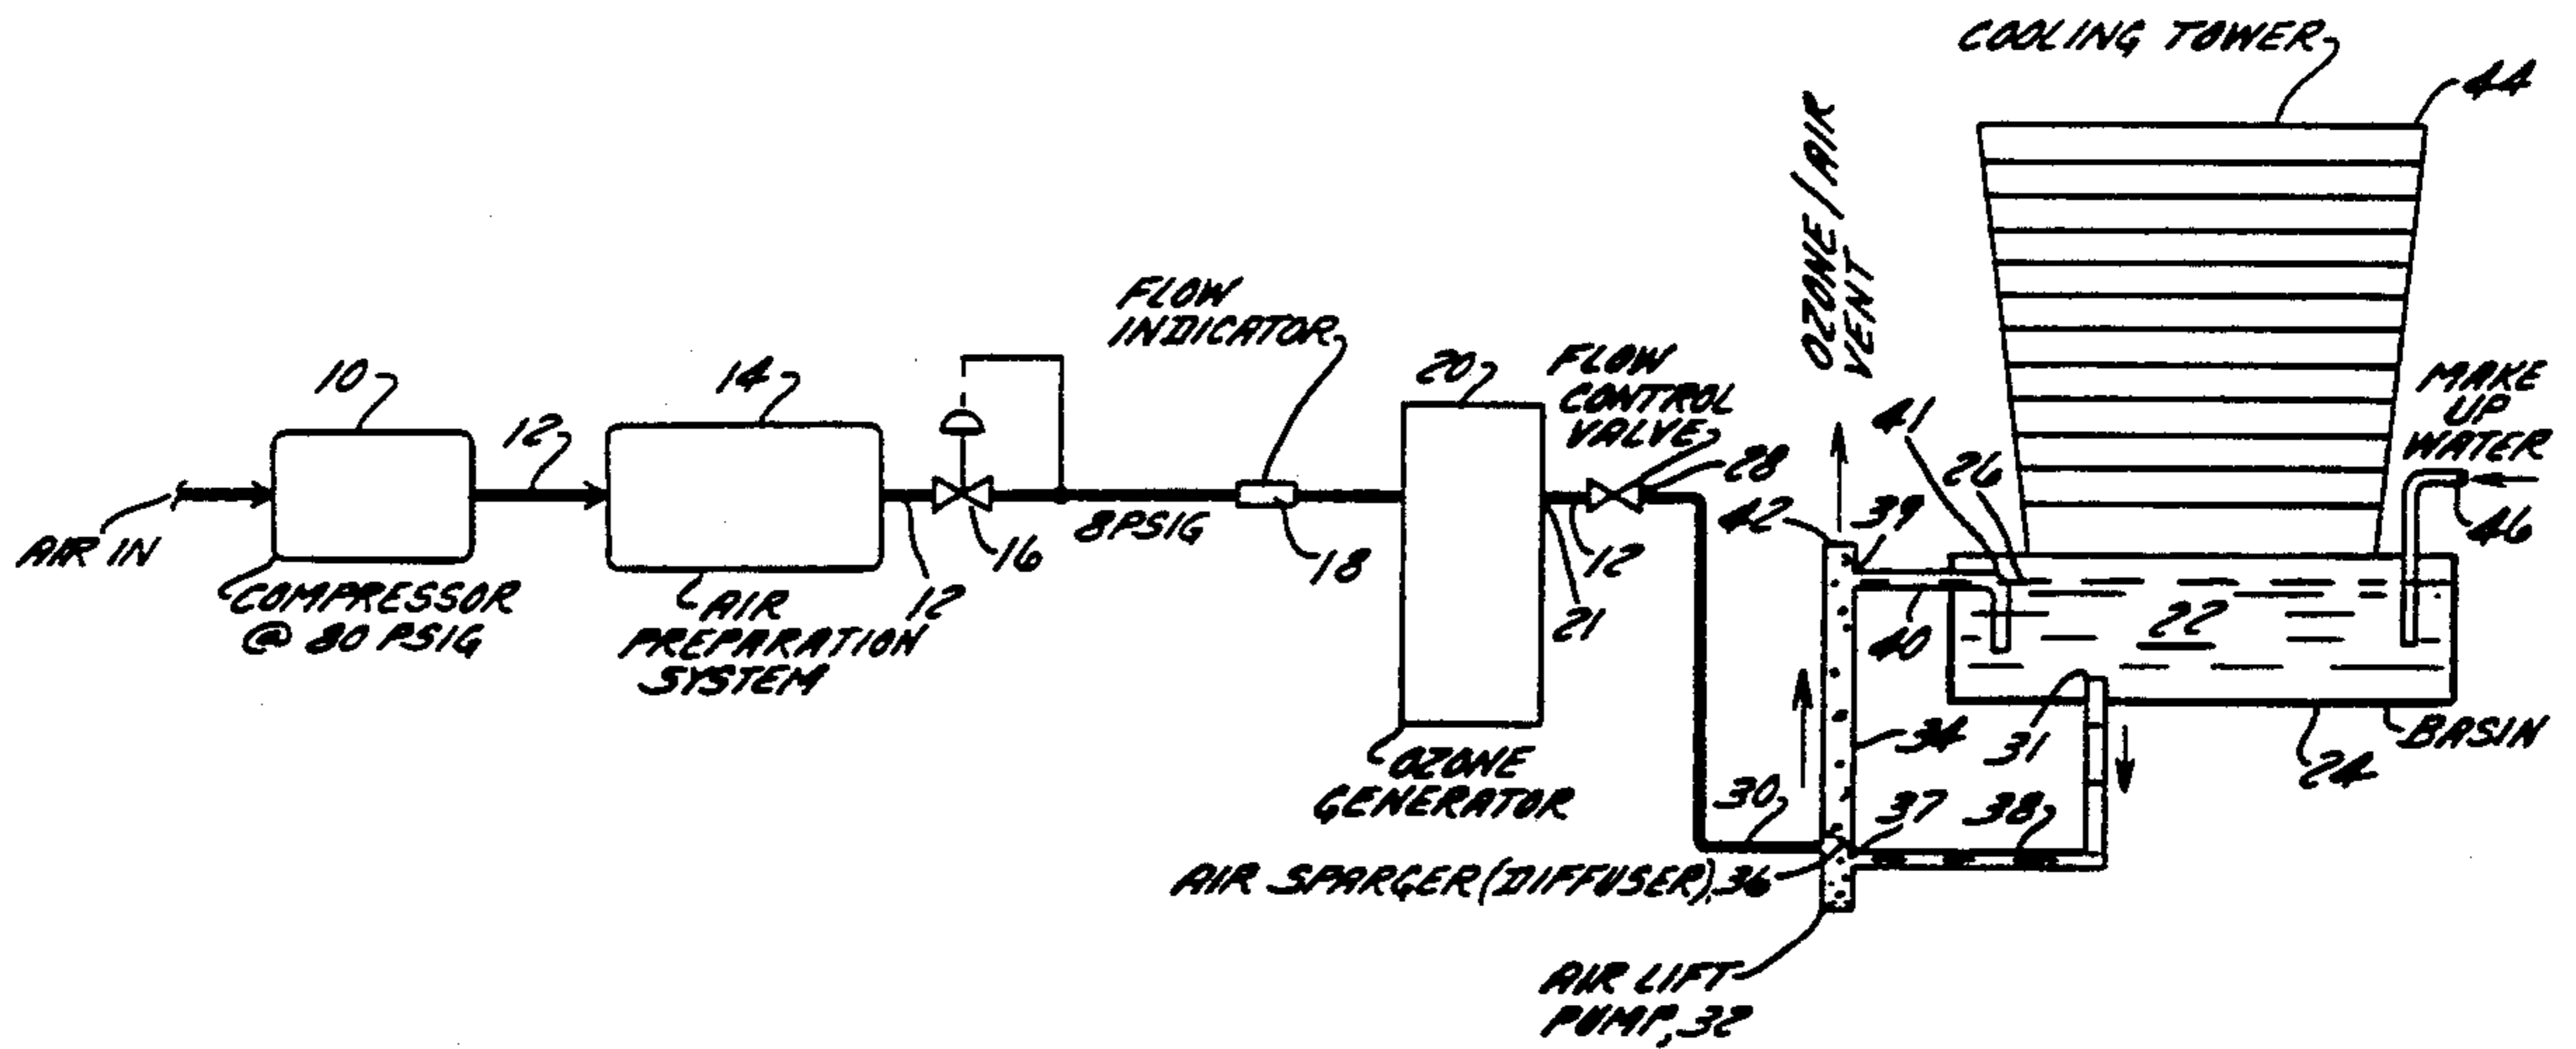 COOLING TOWER
44
OZONE/AIR
VENT
FLOW
INDICATOR
10
12
14
20
FLOW
CONTROL
VALVE
28
41
26
MAKE
UP
WATER
46
AIR IN
COMPRESSOR
@ 80 PSIG
AIR
PREPARATION
SYSTEM
12
16
8 PSIG
18
21
12
42
39
40
22
OZONE
GENERATOR
30
34
31
24
BASIN
37
38
AIR SPARGER (DIFFUSER), 36
AIR LIFT
PUMP, 32